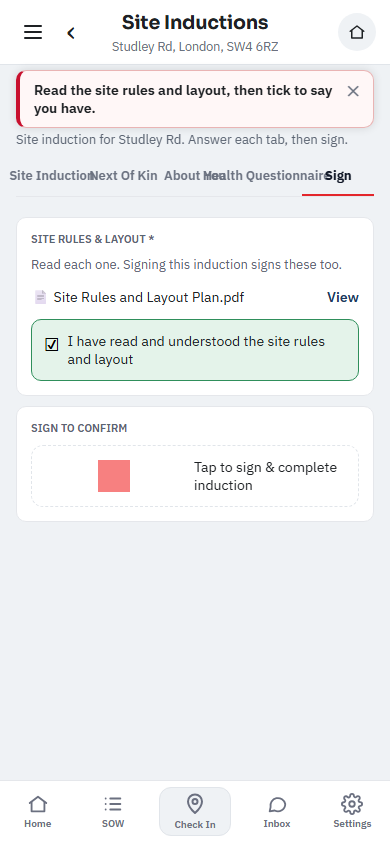 Site Inductions
Studley Rd, London, SW4 6RZ
Read the site rules and layout, then tick to say
you have.
Site induction for Studley Rd. Answer each tab, then sign.
Site Induction Next Of Kin About You Health Questionnaire Sign
SITE RULES & LAYOUT *
Read each one. Signing this induction signs these too.
Site Rules and Layout Plan.pdf View
I have read and understood the site rules
and layout
SIGN TO CONFIRM
Tap to sign & complete
induction
Home SOW Check In Inbox Settings